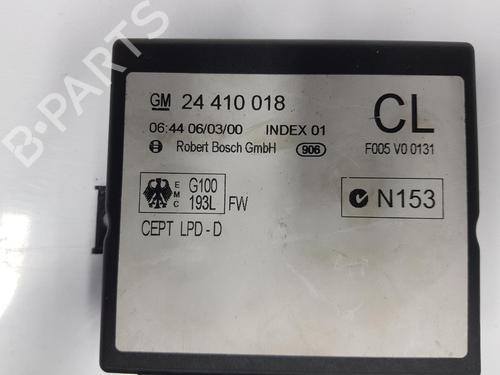 GM 24 410 018
CL
06:44 06/03/00 INDEX 01
Robert Bosch GmbH 906
F005 V0 0131
EMC G100 193L FW
N153
CEPT LPD-D
B-PARTS